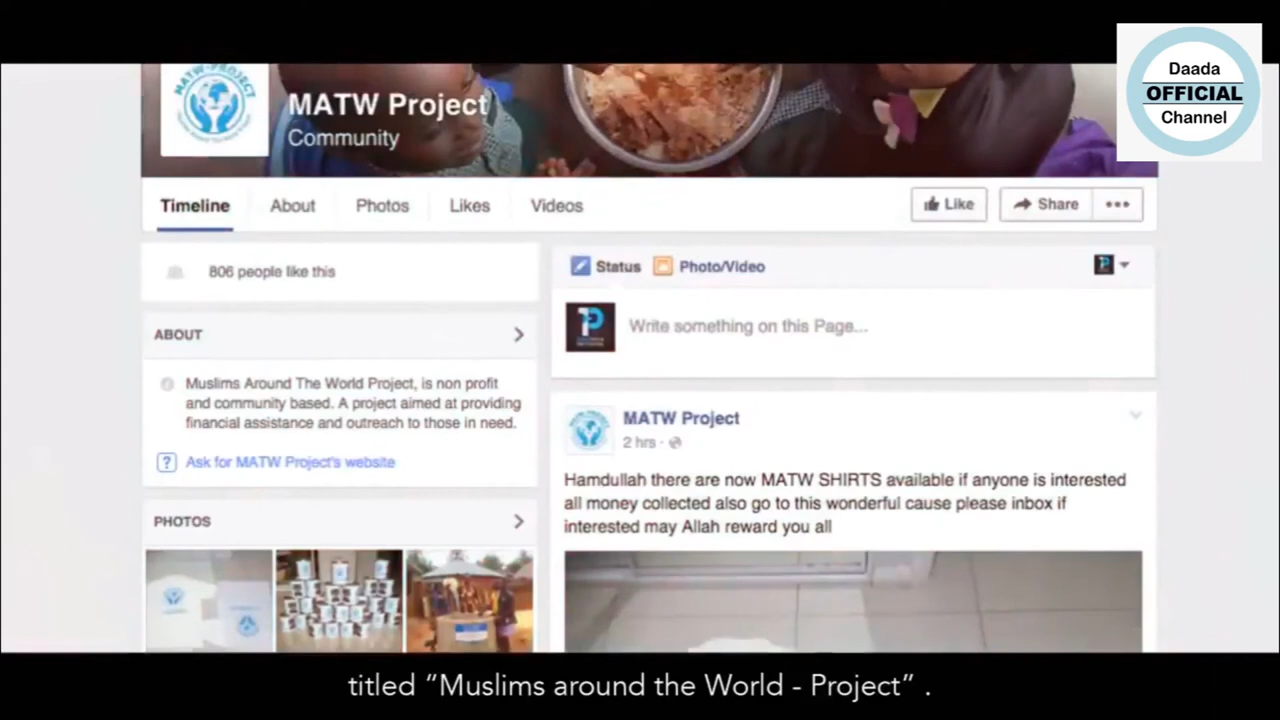 Daada
OFFICIAL
Channel
MATW-PROJECT
MATW Project
Community
Timeline
About
Photos
Likes
Videos
Like
Share
806 people like this
Status
Photo/Video
Write something on this Page...
ABOUT
Muslims Around The World Project, is non profit
and community based. A project aimed at providing
financial assistance and outreach to those in need.
? Ask for MATW Project's website
PHOTOS
MATW Project
2 hrs ·
Hamdullah there are now MATW SHIRTS available if anyone is interested
all money collected also go to this wonderful cause please inbox if
interested may Allah reward you all
titled “Muslims around the World - Project” .